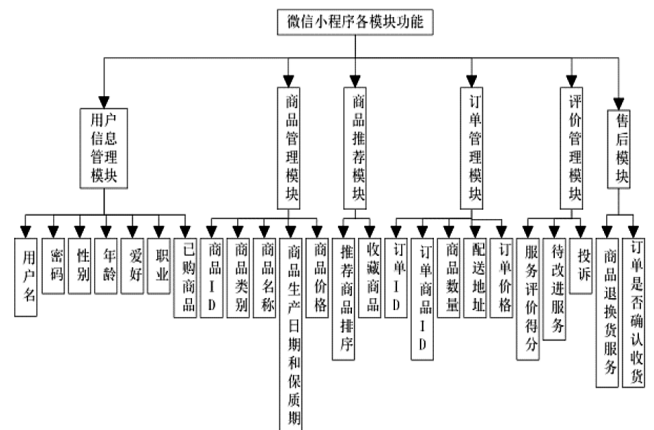 微信小程序各模块功能
用户
信息
管理
模块
商品管理模块
商品推荐模块
订单管理模块
评价管理模块
售后模块
用户名
密码
性别
年龄
爱好
职业
已购商品
商品ID
商品类别
商品名称
商品生产日期和保质期
商品价格
推荐商品排序
收藏商品
订单ID
订单商品ID
商品数量
配送地址
订单价格
服务评价得分
待改进服务
投诉
商品退换货服务
订单是否确认收货